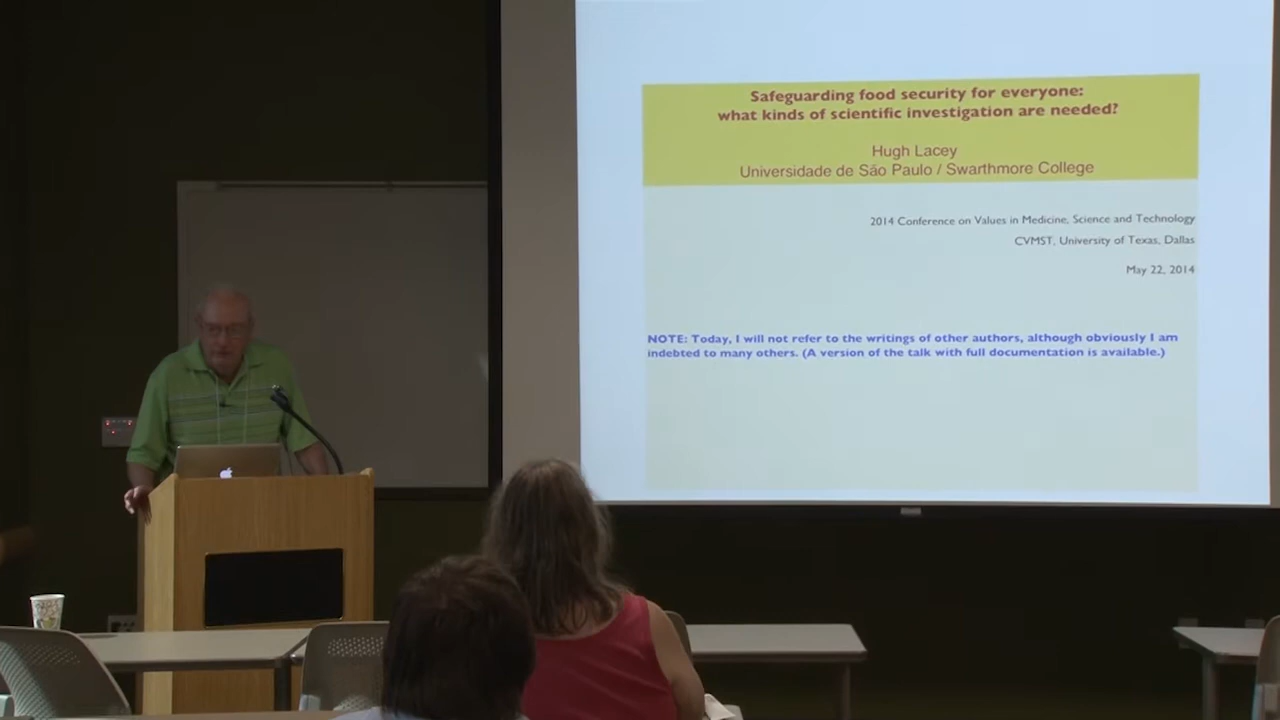 Safeguarding food security for everyone:
what kinds of scientific investigation are needed?
Hugh Lacey
Universidade de São Paulo / Swarthmore College
2014 Conference on Values in Medicine, Science and Technology
CVMST, University of Texas, Dallas
May 22, 2014
NOTE: Today, I will not refer to the writings of other authors, although obviously I am
indebted to many others. (A version of the talk with full documentation is available.)